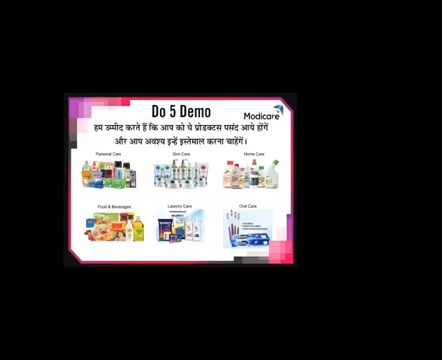 Do 5 Demo
Modicare
हम उम्मीद करते हैं कि आप को ये प्रोडक्टस पसंद आये होंगें
और आप अवश्य इन्हें इस्तेमाल करना चाहेंगें।
Personal Care
Skin Care
Home Care
Food & Beverages
Laundry Care
Oral Care